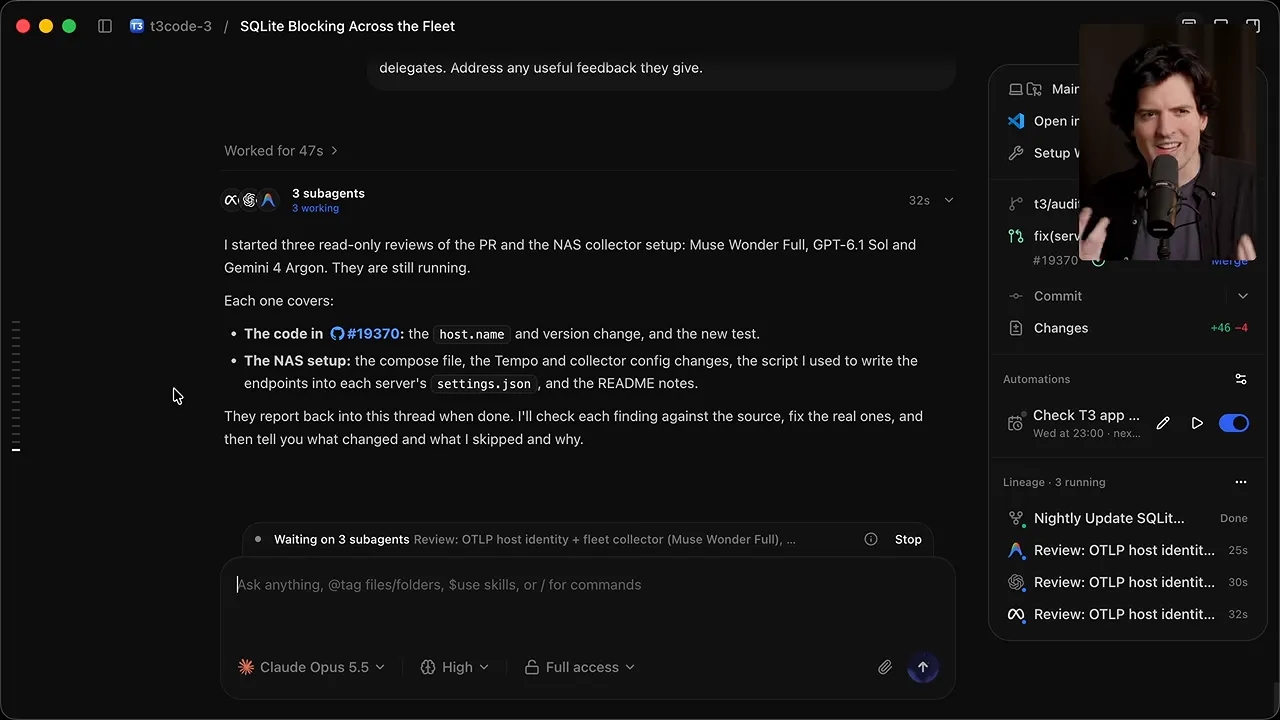 T3 t3code-3 / SQLite Blocking Across the Fleet
delegates. Address any useful feedback they give.
Worked for 47s
3 subagents
3 working
32s
I started three read-only reviews of the PR and the NAS collector setup: Muse Wonder Full, GPT-6.1 Sol and
Gemini 4 Argon. They are still running.
Each one covers:
• The code in #19370: the host.name and version change, and the new test.
• The NAS setup: the compose file, the Tempo and collector config changes, the script I used to write the
endpoints into each server's settings.json, and the README notes.
They report back into this thread when done. I'll check each finding against the source, fix the real ones, and
then tell you what changed and what I skipped and why.
Waiting on 3 subagents Review: OTLP host identity + fleet collector (Muse Wonder Full), ...
Stop
Ask anything, @tag files/folders, $use skills, or / for commands
Claude Opus 5.5
High
Full access
Open in
Setup
#19370
Merge
Commit
Changes +46 -4
Automations
Check T3 app ...
Wed at 23:00 · nex...
Lineage · 3 running
Nightly Update SQLit... Done
Review: OTLP host identit... 25s
Review: OTLP host identit... 30s
Review: OTLP host identit... 32s